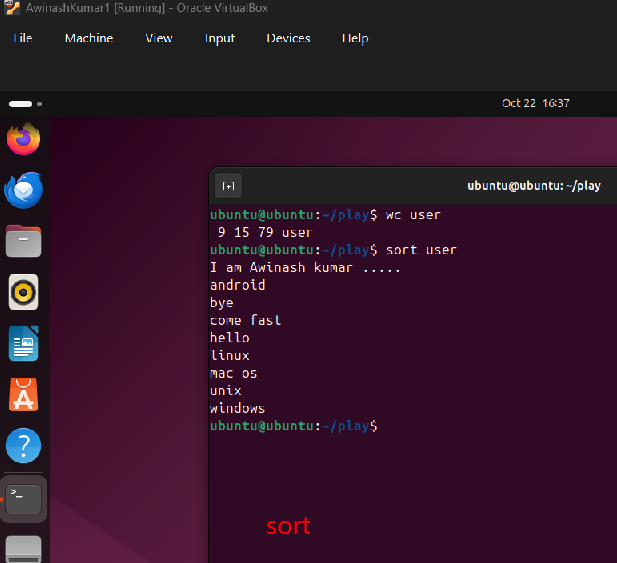 AwinashKumar1 [Running] - Oracle VirtualBox
File Machine View Input Devices Help
Oct 22 16:37
ubuntu@ubuntu: ~/play
ubuntu@ubuntu:~/play$ wc user
 9 15 79 user
ubuntu@ubuntu:~/play$ sort user
I am Awinash kumar .....
android
bye
come fast
hello
linux
mac os
unix
windows
ubuntu@ubuntu:~/play$
sort